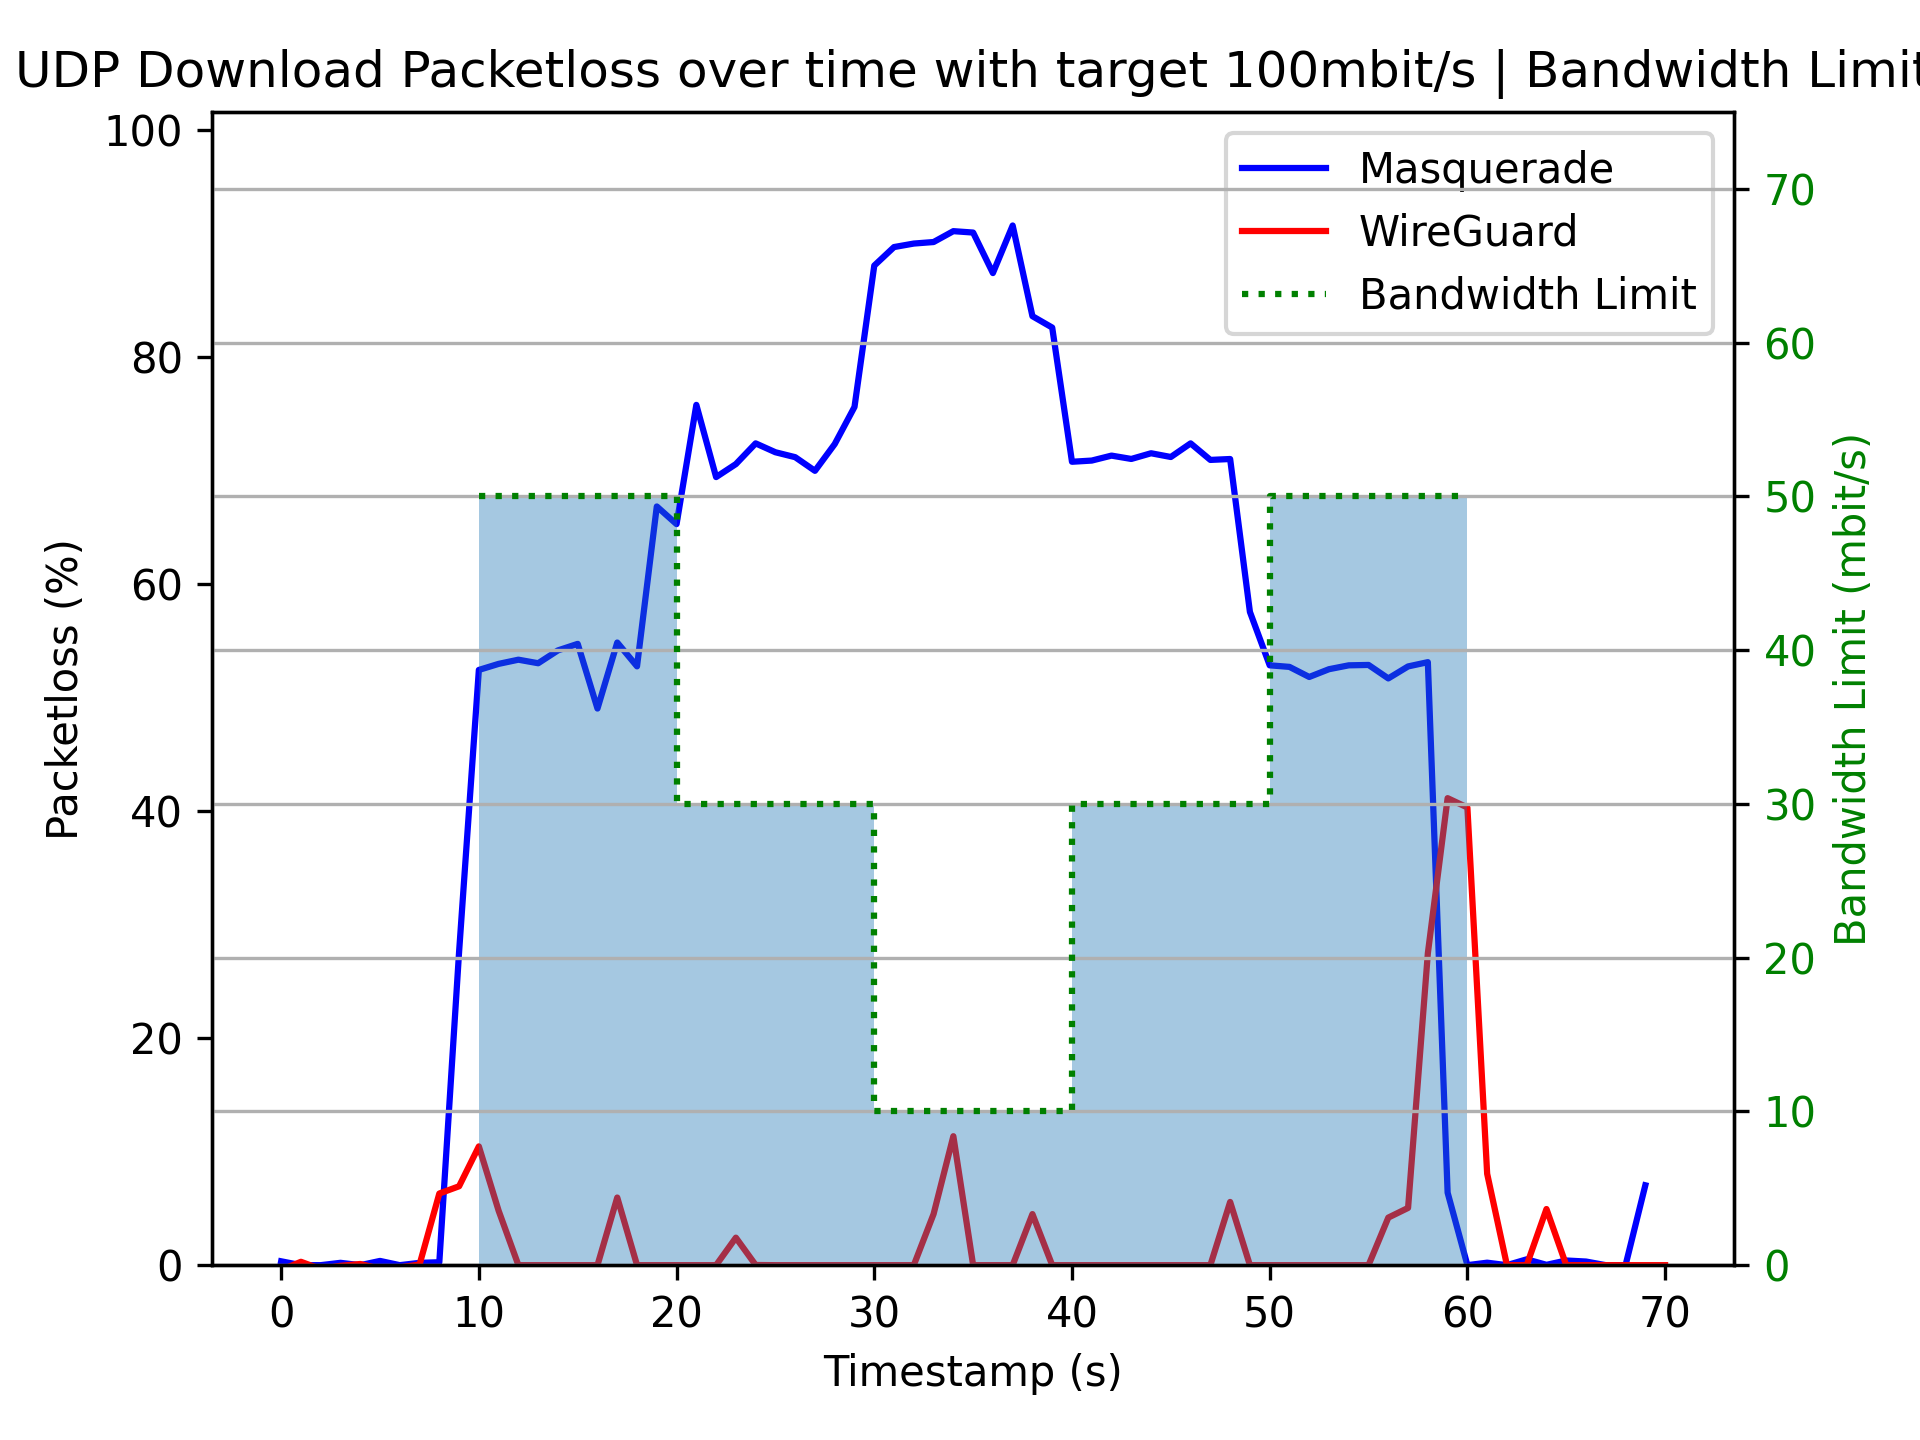 UDP Download Packetloss over time with target 100mbit/s | Bandwidth Limit
Masquerade
WireGuard
Bandwidth Limit
Packetloss (%)
100
80
60
40
20
0
70
60
50
40
30
20
10
0
Bandwidth Limit (mbit/s)
0 10 20 30 40 50 60 70
Timestamp (s)